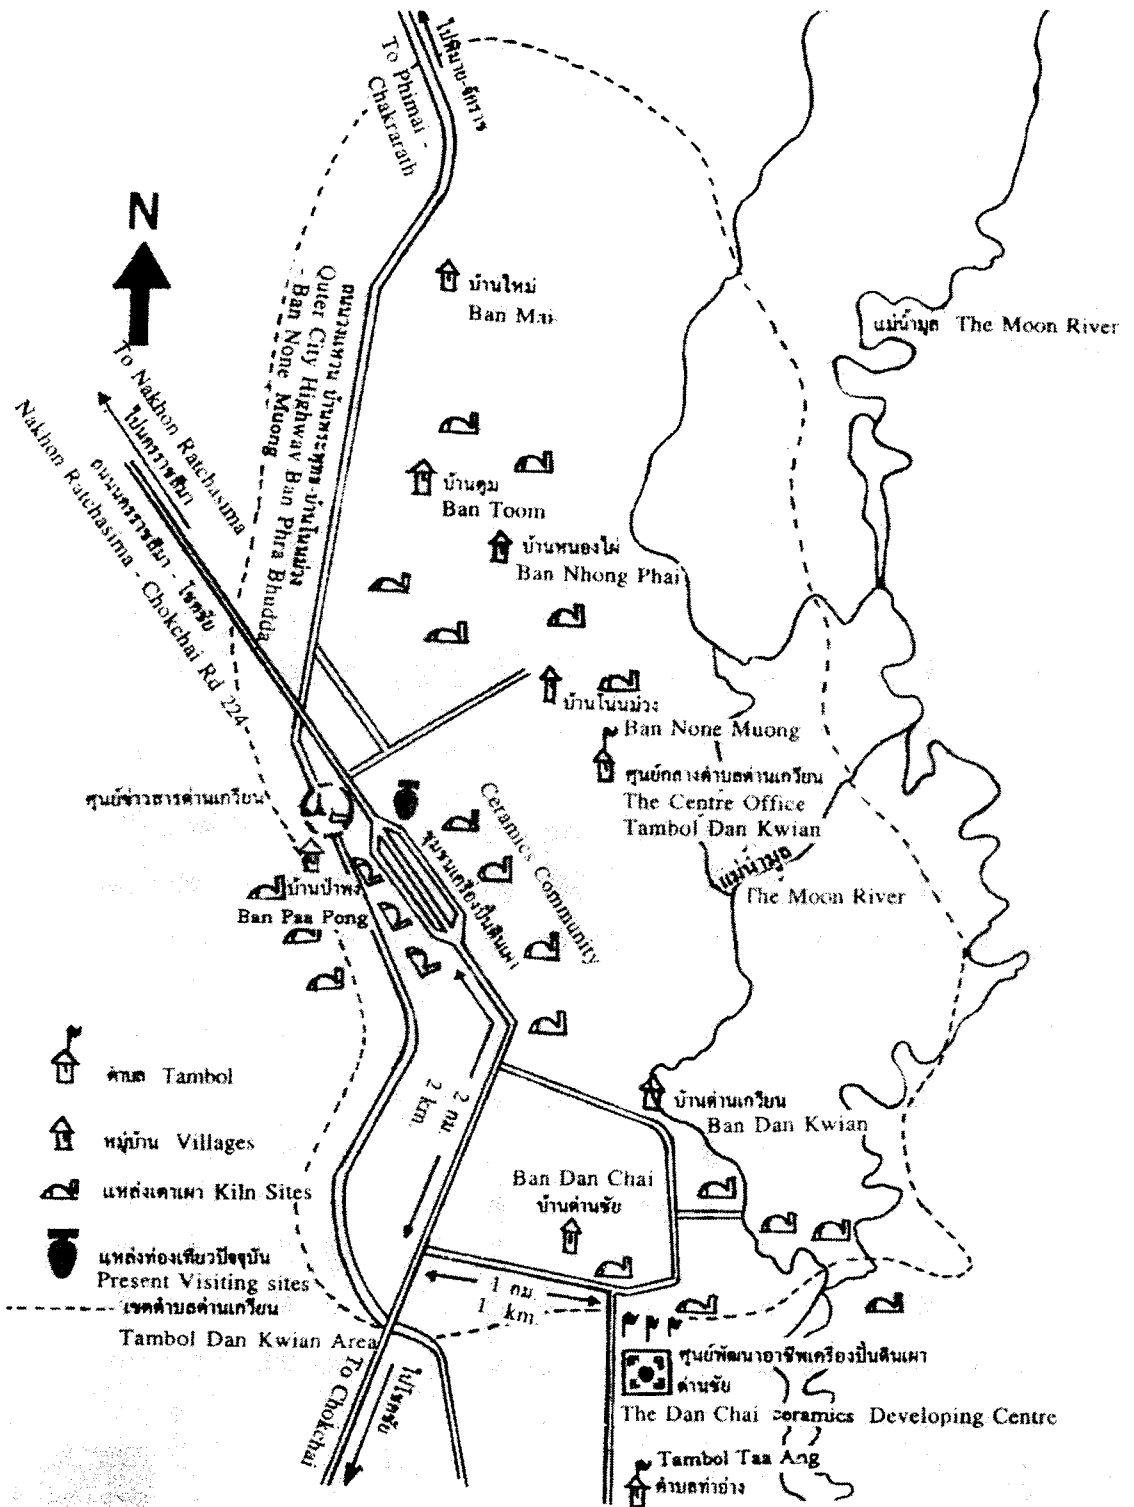 ไปพิมาย-จักราช
To Phimai -
Chakrarath
N
บ้านใหม่
Ban Mai
แม่น้ำมูล The Moon River
ถนนวงแหวน บ้านพระพุทธ-บ้านโนนม่วง
Outer City Highway Ban Phra Bhudda
- Ban None Muong
To Nakhon Ratchasima
ไปนครราชสีมา
ถนนนครราชสีมา - โชคชัย
Nakhon Ratchasima - Chokchai Rd 224
บ้านตูม
Ban Toom
บ้านหนองไผ่
Ban Nhong Phai
บ้านโนนม่วง
Ban None Muong
ศูนย์กลางตำบลด่านเกวียน
The Centre Office
Tambol Dan Kwian
ศูนย์ข่าวสารด่านเกวียน
Ceramics Community
ชุมชนเครื่องปั้นดินเผา
บ้านป่าพง
Ban Paa Pong
แม่น้ำมูล
The Moon River
ตำบล Tambol
หมู่บ้าน Villages
แหล่งเตาเผา Kiln Sites
แหล่งท่องเที่ยวปัจจุบัน
Present Visiting sites
เขตตำบลด่านเกวียน
Tambol Dan Kwian Area
2 กม.
2 km.
บ้านด่านเกวียน
Ban Dan Kwian
Ban Dan Chai
บ้านด่านชัย
1 กม.
1 km.
To Chokchai
ไปโชคชัย
ศูนย์พัฒนาอาชีพเครื่องปั้นดินเผา
ด่านชัย
The Dan Chai ceramics Developing Centre
Tambol Taa Ang
ตำบลท่าอ่าง